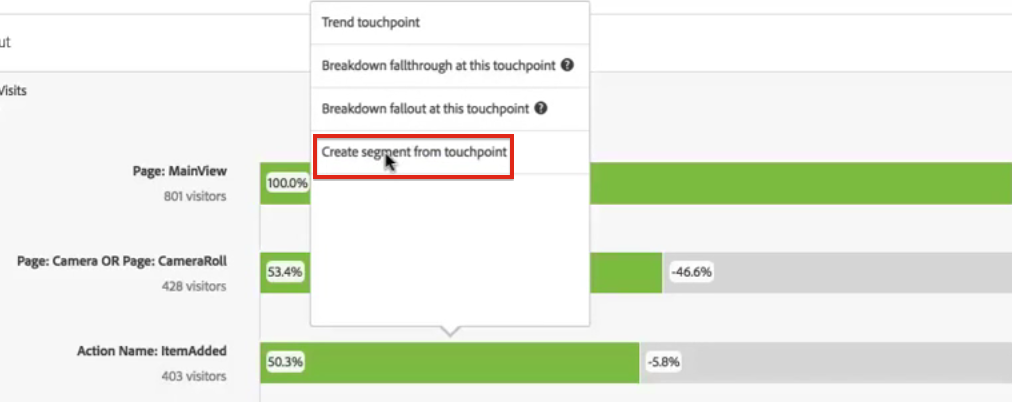 Trend touchpoint
ut
Breakdown fallthrough at this touchpoint ?
Visits
Breakdown fallout at this touchpoint ?
Create segment from touchpoint
Page: MainView
100.0%
801 visitors
Page: Camera OR Page: CameraRoll
53.4%
-46.6%
428 visitors
Action Name: ItemAdded
50.3%
-5.8%
403 visitors